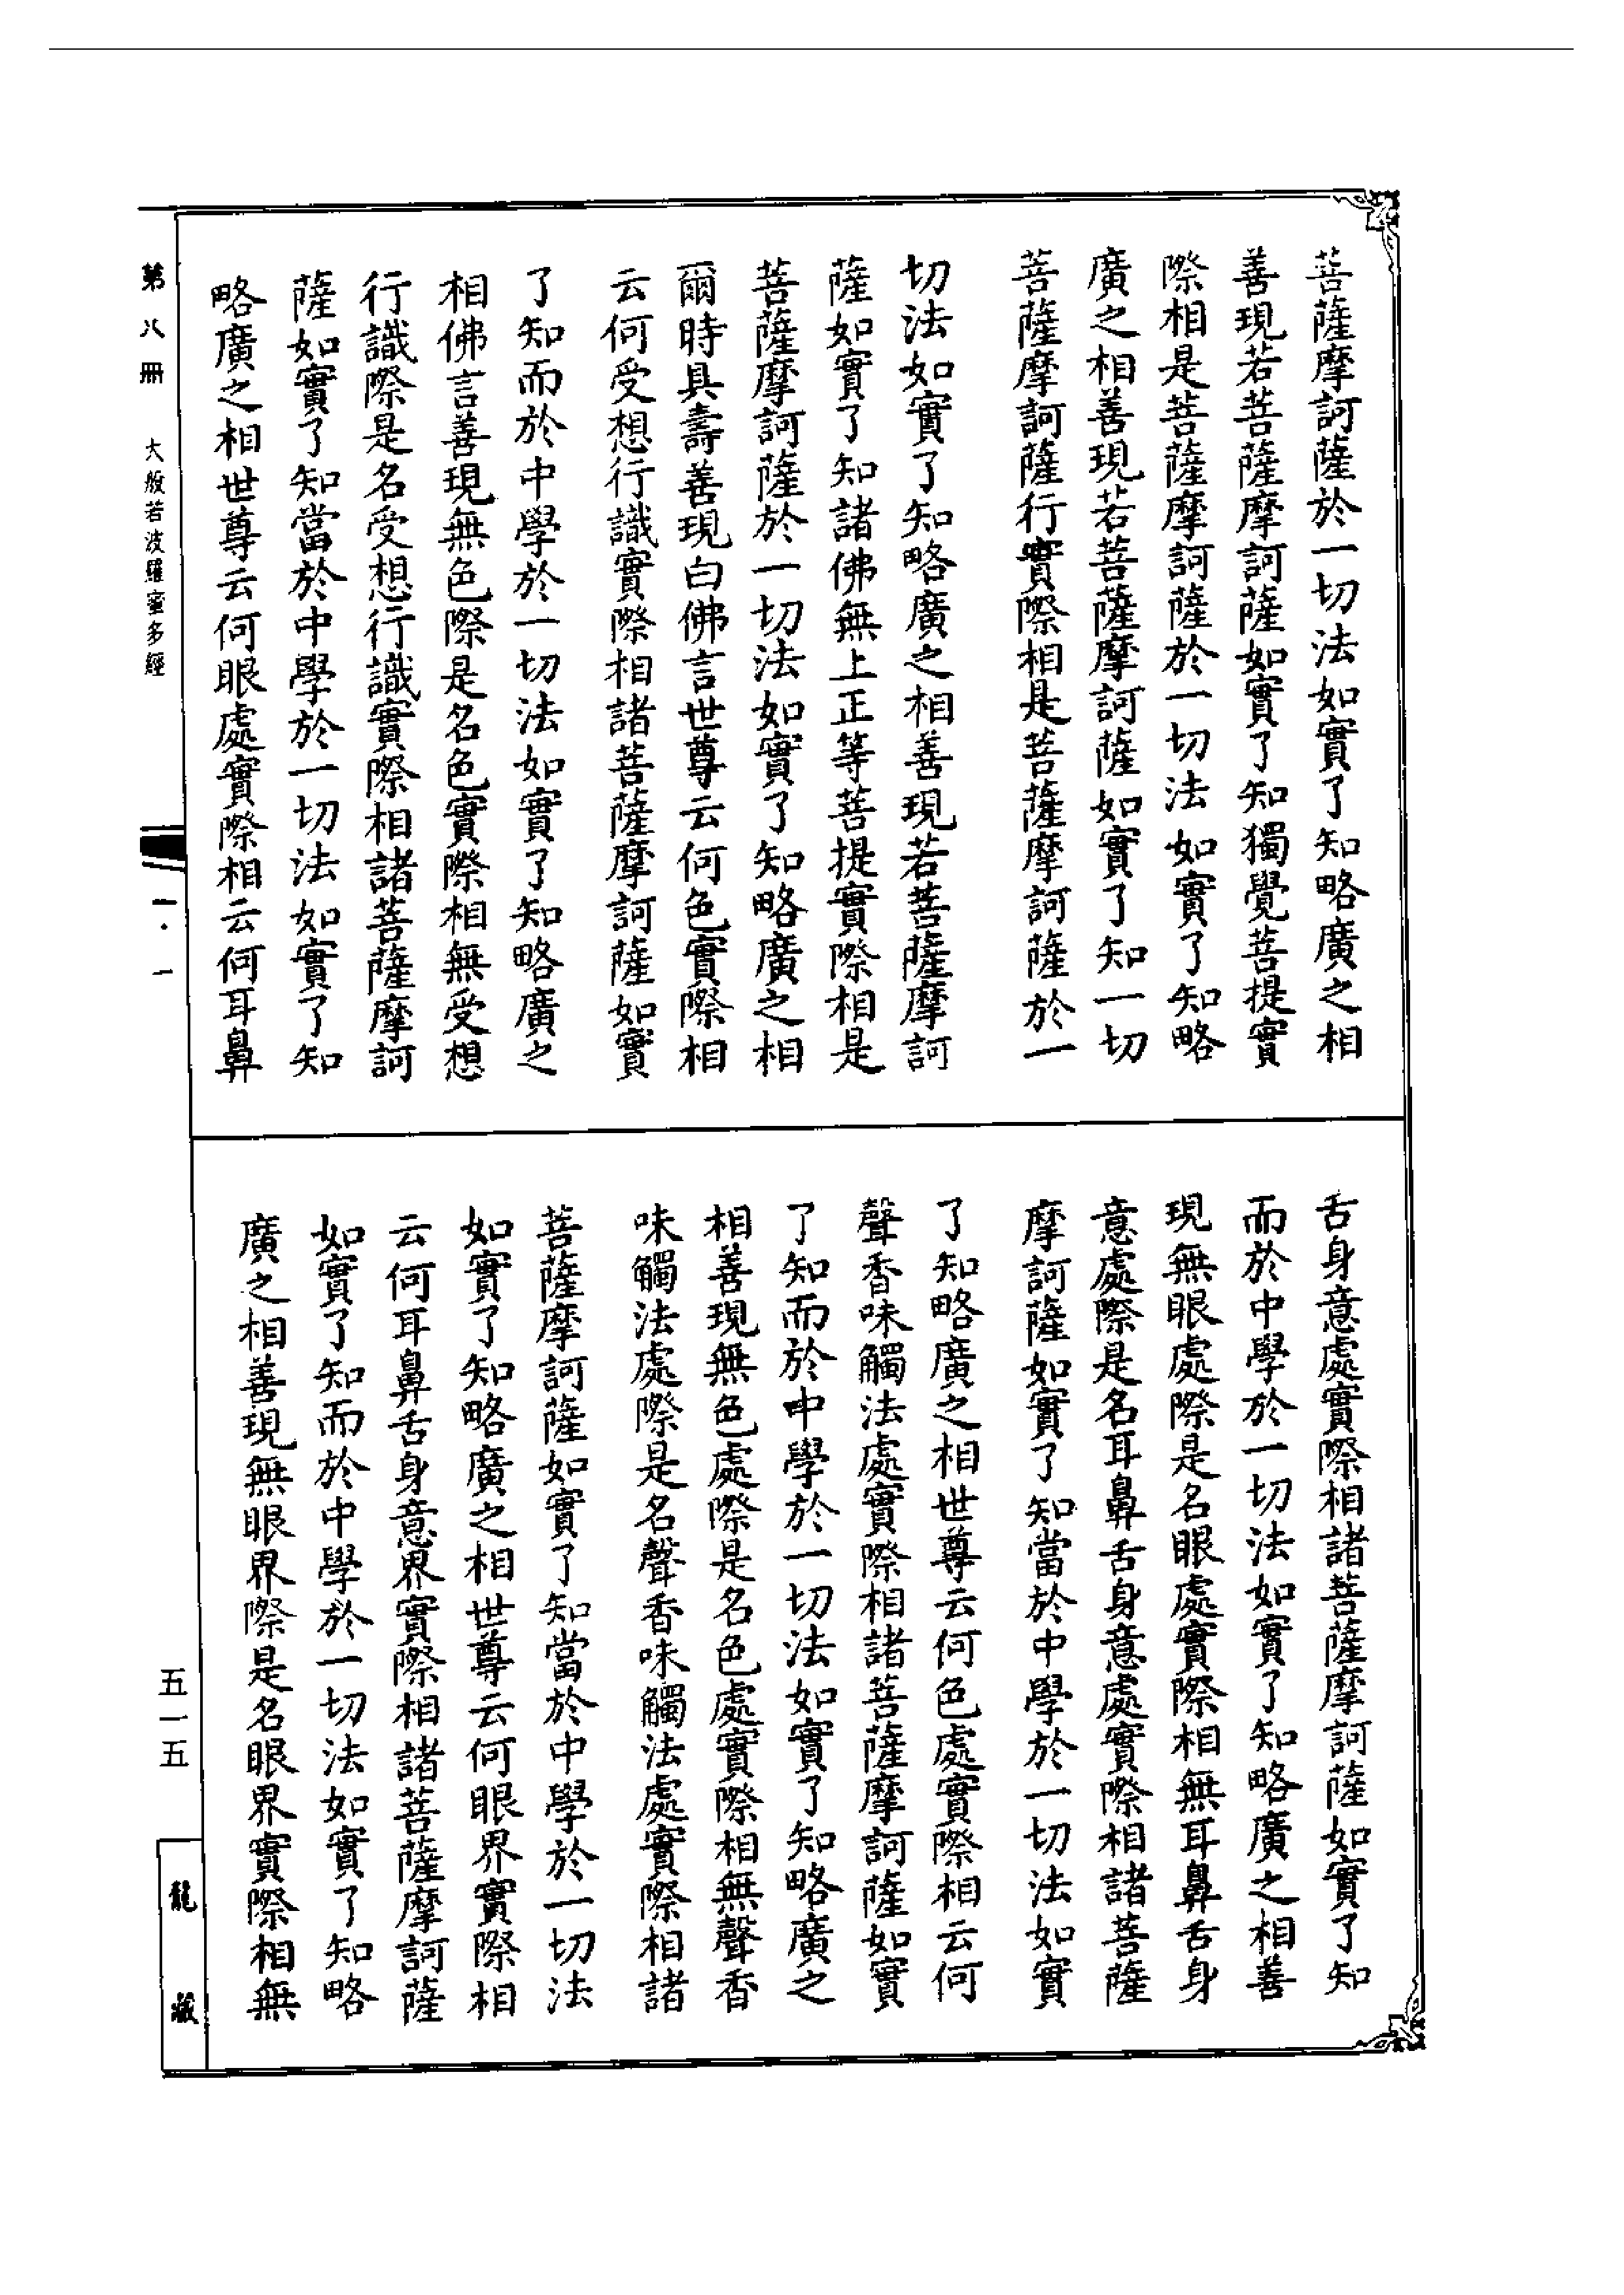 菩薩摩訶薩於一切法如實了知略廣之相
善現若菩薩摩訶薩如實了知獨覺菩提實
際相是菩薩摩訶薩於一切法如實了知略
廣之相善現若菩薩摩訶薩如實了知一切
菩薩摩訶薩行實際相是菩薩摩訶薩於一
切法如實了知略廣之相善現若菩薩摩訶
薩如實了知諸佛無上正等菩提實際相是
菩薩摩訶薩於一切法如實了知略廣之相
爾時具壽善現白佛言世尊云何色實際相
云何受想行識實際相諸菩薩摩訶薩如實
了知而於中學於一切法如實了知略廣之
相佛言善現無色際是名色實際相無受想
行識際是名受想行識實際相諸菩薩摩訶
薩如實了知當於中學於一切法如實了知
略廣之相世尊云何眼處實際相云何耳鼻
舌身意處實際相諸菩薩摩訶薩如實了知
而於中學於一切法如實了知略廣之相善
現無眼處際是名眼處實際相無耳鼻舌身
意處際是名耳鼻舌身意處實際相諸菩薩
摩訶薩如實了知當於中學於一切法如實
了知略廣之相世尊云何色處實際相云何
聲香味觸法處實際相諸菩薩摩訶薩如實
了知而於中學於一切法如實了知略廣之
相善現無色處際是名色處實際相無聲香
味觸法處際是名聲香味觸法處實際相諸
菩薩摩訶薩如實了知當於中學於一切法
如實了知略廣之相世尊云何眼界實際相
云何耳鼻舌身意界實際相諸菩薩摩訶薩
如實了知而於中學於一切法如實了知略
廣之相善現無眼界際是名眼界實際相無
第八冊 大般若波羅蜜多經
一·一
五一五
龍藏